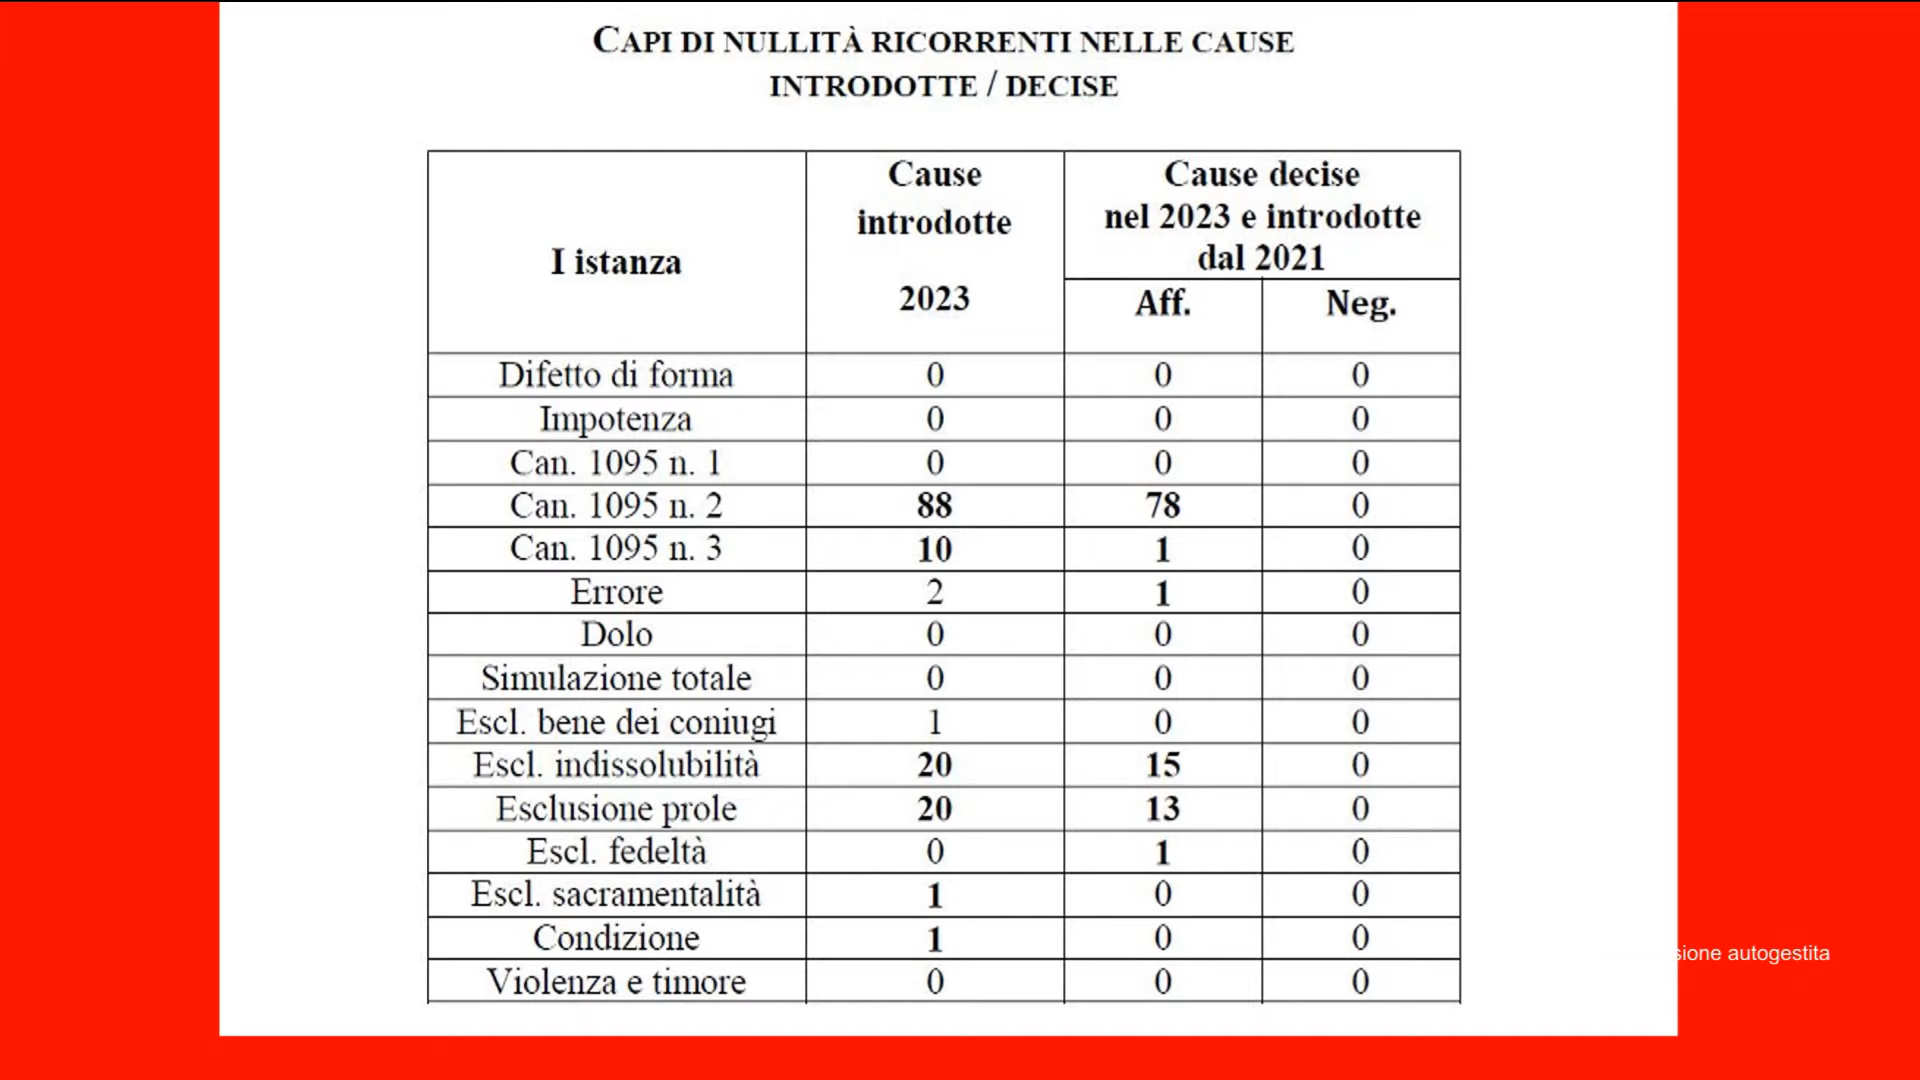 CAPI DI NULLITÀ RICORRENTI NELLE CAUSE
INTRODOTTE / DECISE
I istanza
Cause
introdotte
2023
Cause decise
nel 2023 e introdotte
dal 2021
Aff. Neg.
Difetto di forma 0 0 0
Impotenza 0 0 0
Can. 1095 n. 1 0 0 0
Can. 1095 n. 2 88 78 0
Can. 1095 n. 3 10 1 0
Errore 2 1 0
Dolo 0 0 0
Simulazione totale 0 0 0
Escl. bene dei coniugi 1 0 0
Escl. indissolubilità 20 15 0
Esclusione prole 20 13 0
Escl. fedeltà 0 1 0
Escl. sacramentalità 1 0 0
Condizione 1 0 0
Violenza e timore 0 0 0
autogestita